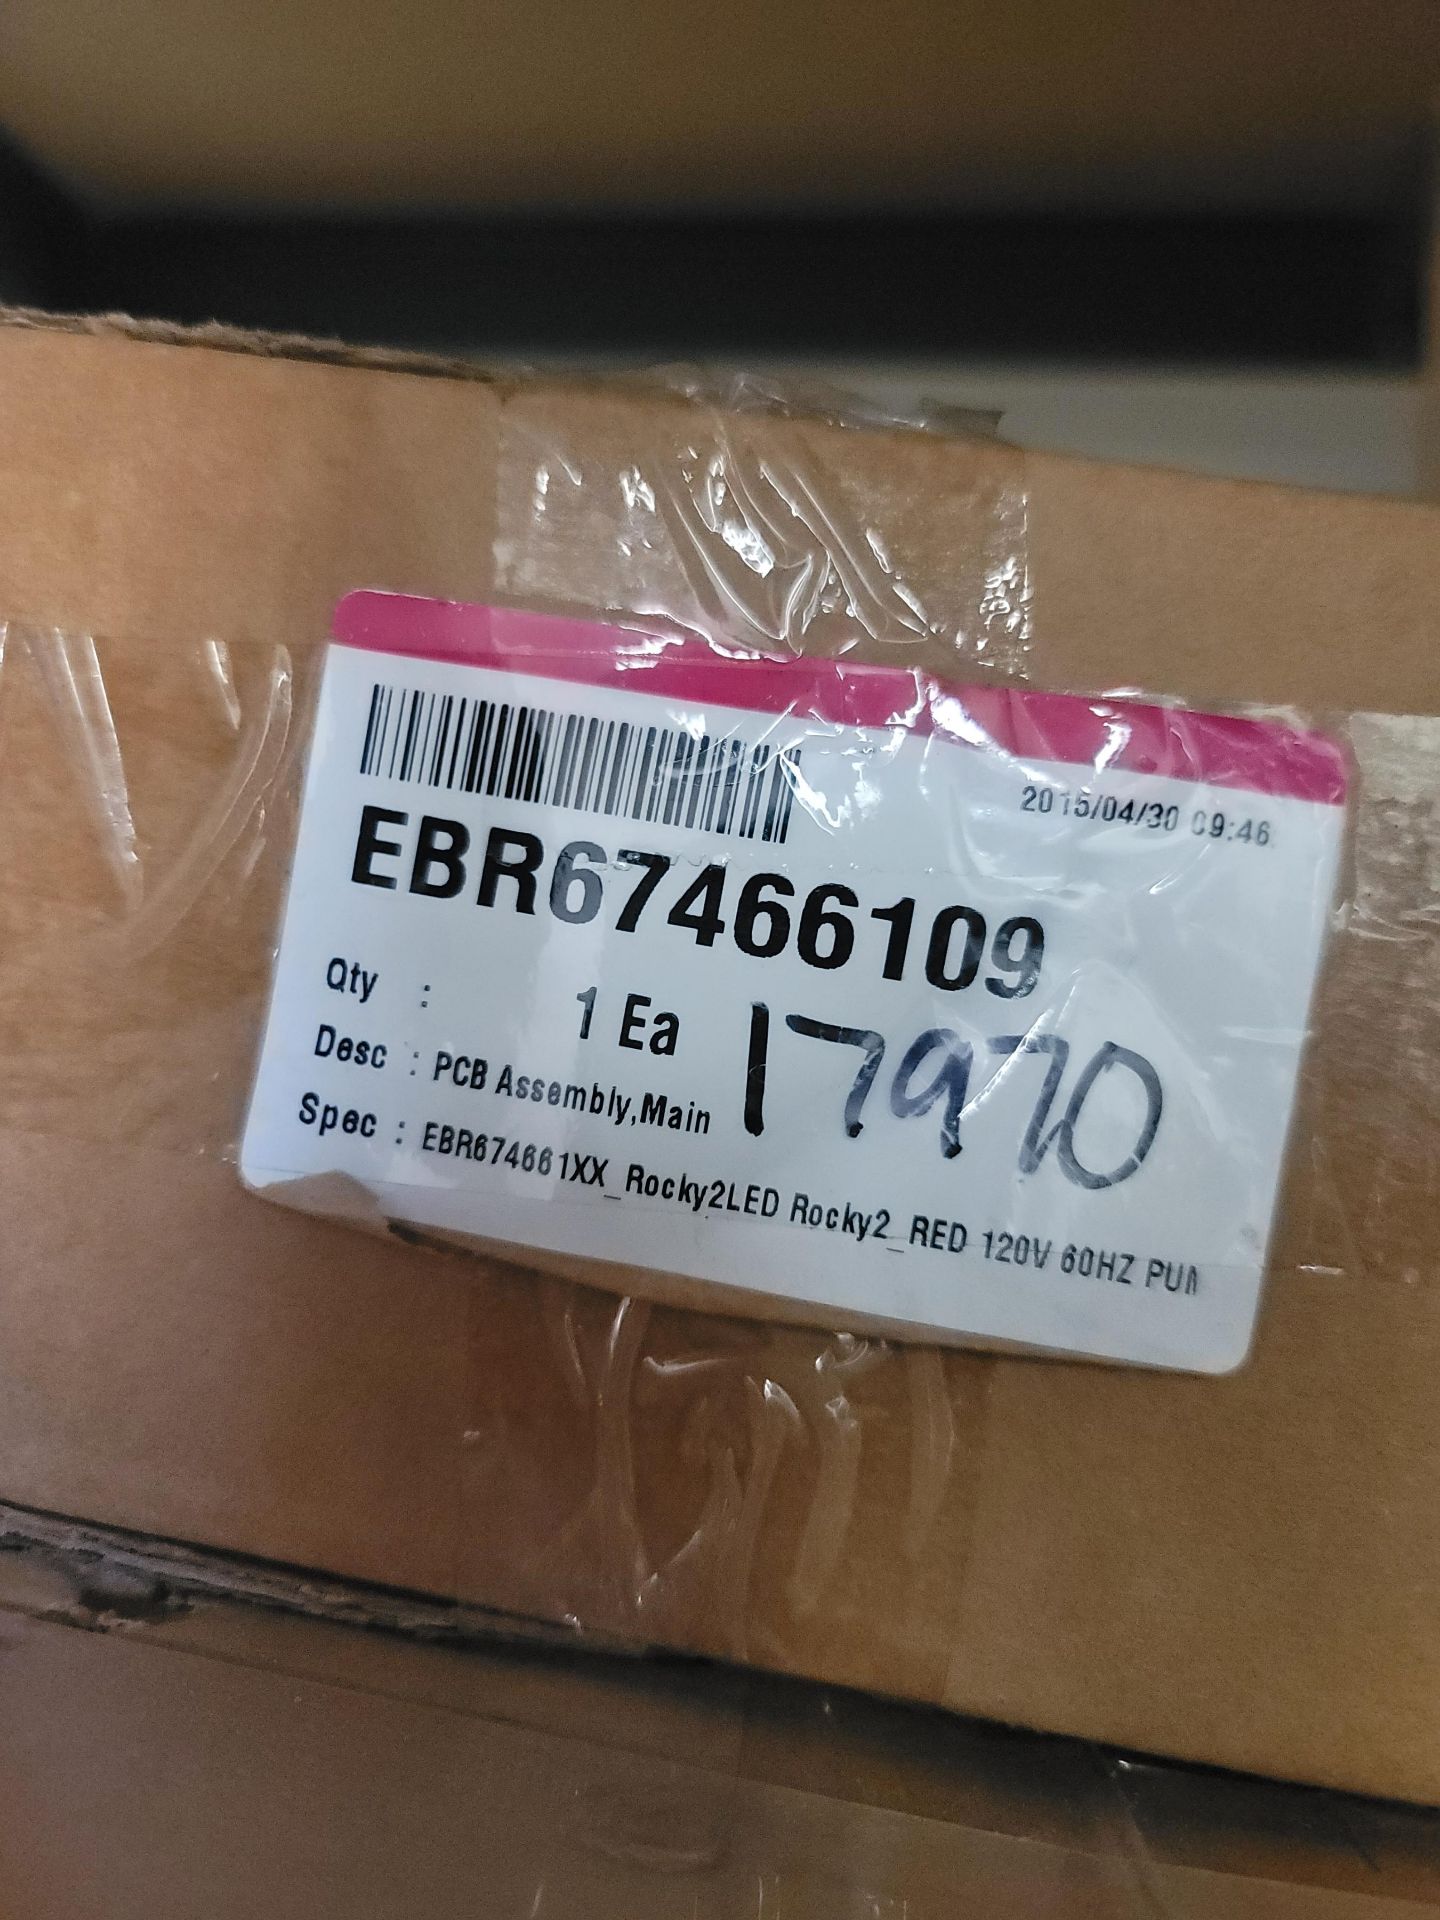 2015/04/30 09:46
EBR67466109
Qty : 1 Ea
17970
Desc : PCB Assembly,Main
Spec : EBR674661XX_Rocky2LED Rocky2_RED 120V 60HZ